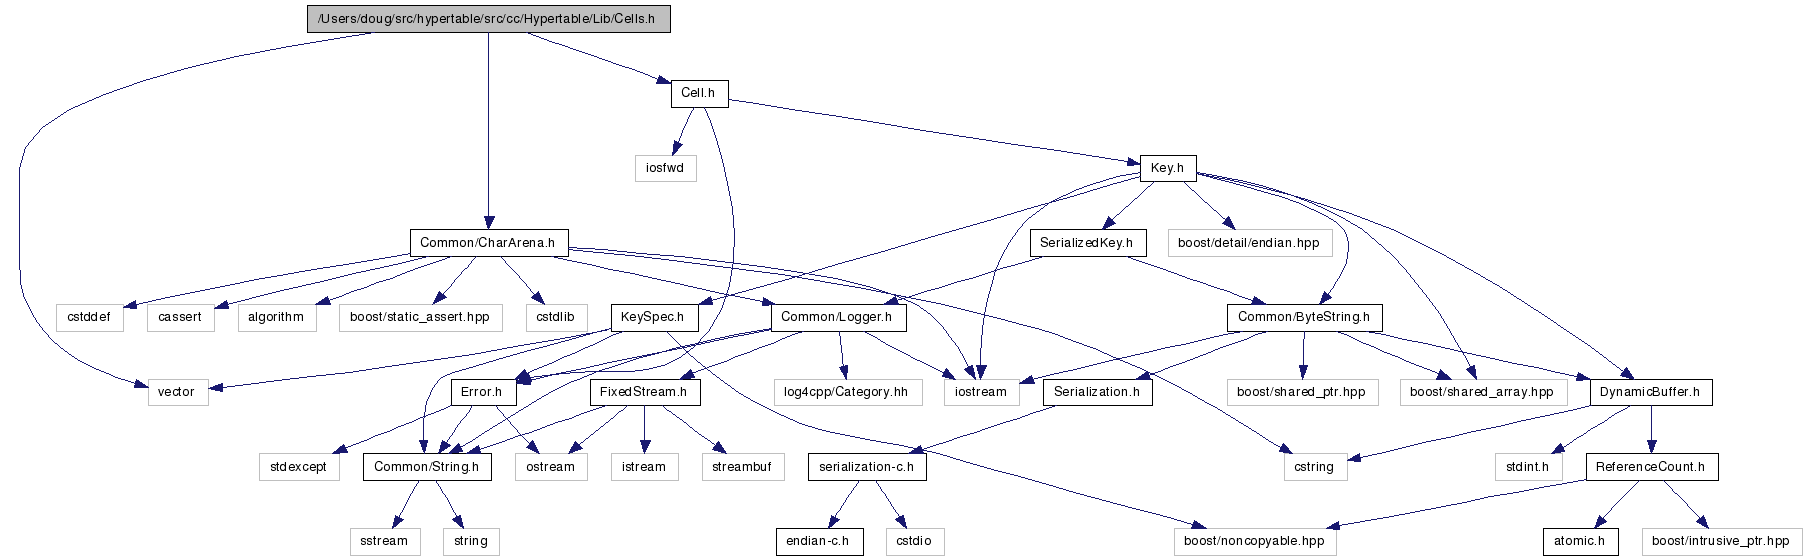 /Users/doug/src/hypertable/src/cc/Hypertable/Lib/Cells.h
Cell.h
iosfwd
Key.h
Common/CharArena.h
SerializedKey.h
boost/detail/endian.hpp
cstddef
cassert
algorithm
boost/static_assert.hpp
cstdlib
KeySpec.h
Common/Logger.h
Common/ByteString.h
vector
Error.h
FixedStream.h
log4cpp/Category.hh
iostream
Serialization.h
boost/shared_ptr.hpp
boost/shared_array.hpp
DynamicBuffer.h
stdexcept
Common/String.h
ostream
istream
streambuf
serialization-c.h
cstring
stdint.h
ReferenceCount.h
sstream
string
endian-c.h
cstdio
boost/noncopyable.hpp
atomic.h
boost/intrusive_ptr.hpp